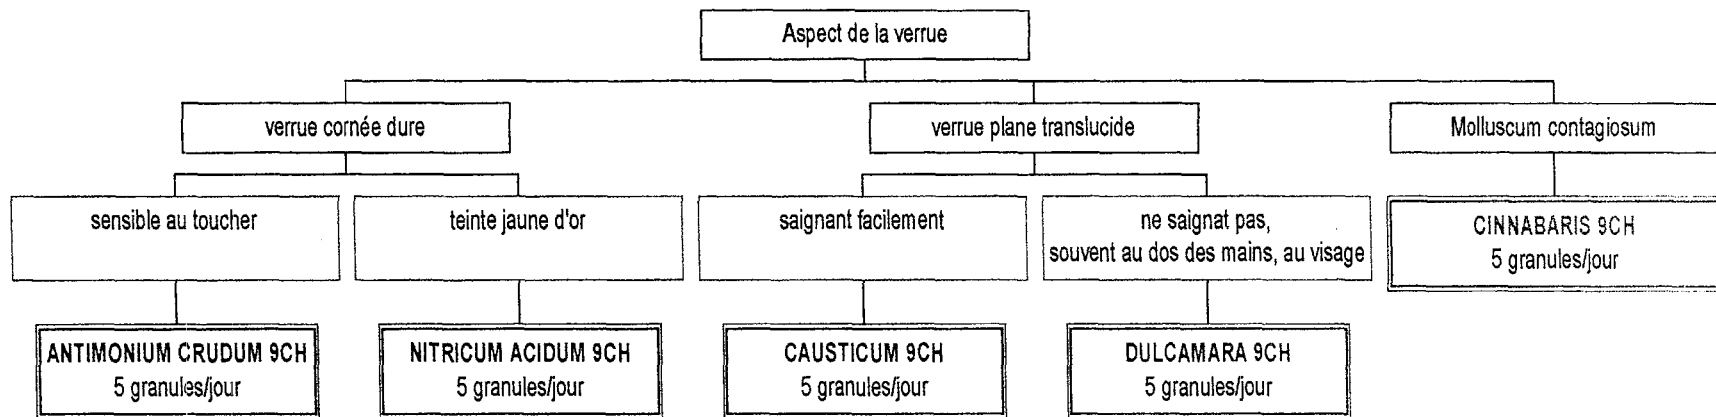 Aspect de la verrue
verrue cornée dure
verrue plane translucide
Molluscum contagiosum
sensible au toucher
teinte jaune d'or
saignant facilement
ne saignat pas,
souvent au dos des mains, au visage
CINNABARIS 9CH
5 granules/jour
ANTIMONIUM CRUDUM 9CH
5 granules/jour
NITRICUM ACIDUM 9CH
5 granules/jour
CAUSTICUM 9CH
5 granules/jour
DULCAMARA 9CH
5 granules/jour